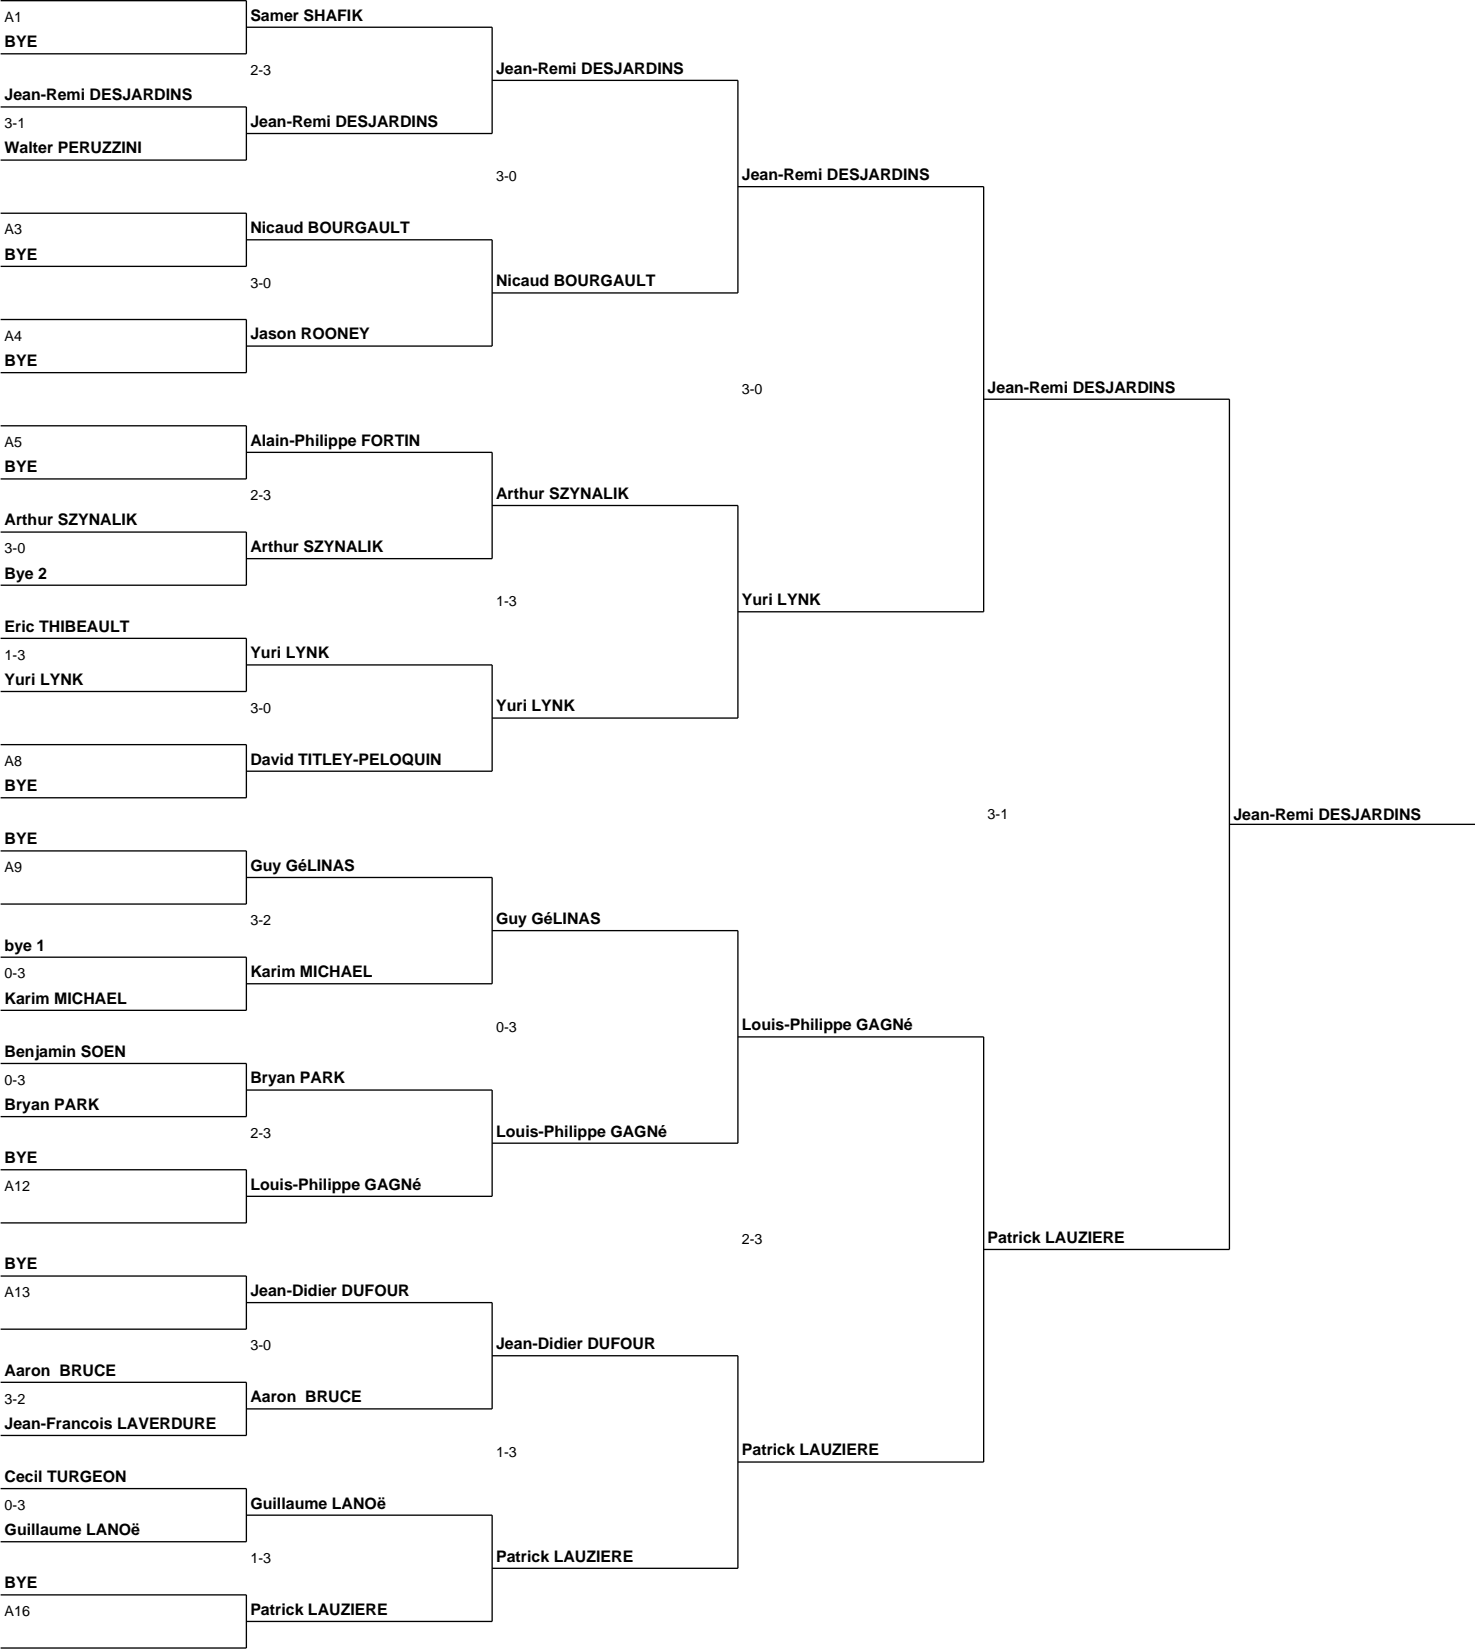 A1
Samer SHAFIK
BYE
2-3
Jean-Remi DESJARDINS
Jean-Remi DESJARDINS
3-1
Jean-Remi DESJARDINS
Walter PERUZZINI
3-0
Jean-Remi DESJARDINS
A3
Nicaud BOURGAULT
BYE
3-0
Nicaud BOURGAULT
A4
Jason ROONEY
BYE
3-0
Jean-Remi DESJARDINS
A5
Alain-Philippe FORTIN
BYE
2-3
Arthur SZYNALIK
Arthur SZYNALIK
3-0
Arthur SZYNALIK
Bye 2
1-3
Yuri LYNK
Eric THIBEAULT
1-3
Yuri LYNK
Yuri LYNK
3-0
Yuri LYNK
A8
David TITLEY-PELOQUIN
BYE
3-1
Jean-Remi DESJARDINS
BYE
A9
Guy GéLINAS
3-2
Guy GéLINAS
bye 1
0-3
Karim MICHAEL
Karim MICHAEL
0-3
Louis-Philippe GAGNé
Benjamin SOEN
0-3
Bryan PARK
Bryan PARK
2-3
Louis-Philippe GAGNé
BYE
A12
Louis-Philippe GAGNé
2-3
Patrick LAUZIERE
BYE
A13
Jean-Didier DUFOUR
3-0
Jean-Didier DUFOUR
Aaron  BRUCE
3-2
Aaron  BRUCE
Jean-Francois LAVERDURE
1-3
Patrick LAUZIERE
Cecil TURGEON
0-3
Guillaume LANOë
Guillaume LANOë
1-3
Patrick LAUZIERE
BYE
A16
Patrick LAUZIERE